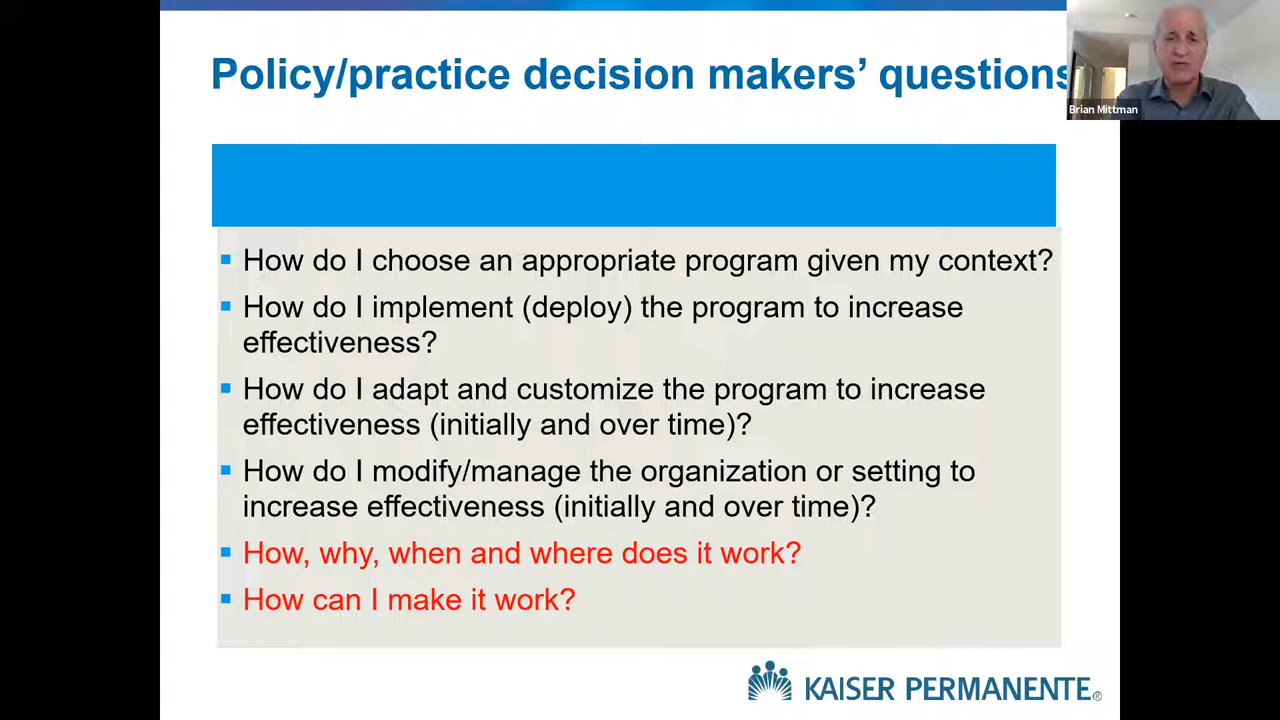 Policy/practice decision makers’ questions
Brian Mittman
▪ How do I choose an appropriate program given my context?
▪ How do I implement (deploy) the program to increase
effectiveness?
▪ How do I adapt and customize the program to increase
effectiveness (initially and over time)?
▪ How do I modify/manage the organization or setting to
increase effectiveness (initially and over time)?
▪ How, why, when and where does it work?
▪ How can I make it work?
KAISER PERMANENTE®